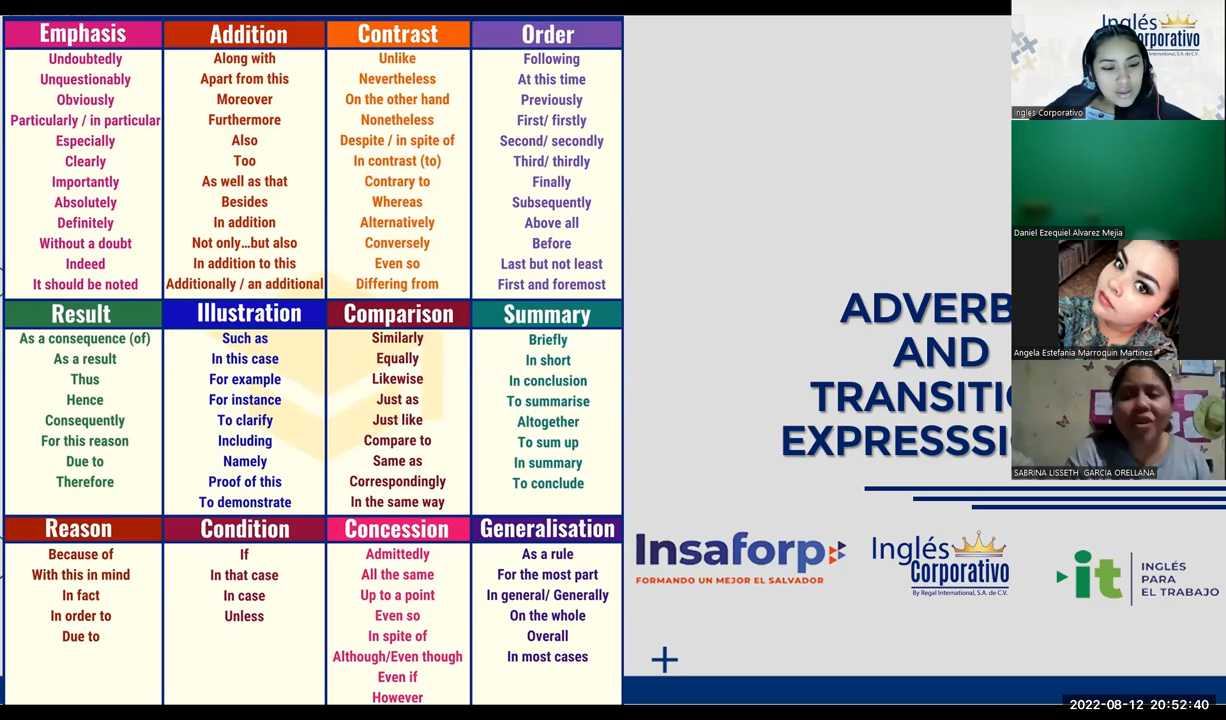 Emphasis
Undoubtedly
Unquestionably
Obviously
Particularly / in particular
Especially
Clearly
Importantly
Absolutely
Definitely
Without a doubt
Indeed
It should be noted
Addition
Along with
Apart from this
Moreover
Furthermore
Also
Too
As well as that
Besides
In addition
Not only...but also
In addition to this
Additionally / an additional
Contrast
Unlike
Nevertheless
On the other hand
Nonetheless
Despite / in spite of
In contrast (to)
Contrary to
Whereas
Alternatively
Conversely
Even so
Differing from
Order
Following
At this time
Previously
First/ firstly
Second/ secondly
Third/ thirdly
Finally
Subsequently
Above all
Before
Last but not least
First and foremost
Result
As a consequence (of)
As a result
Thus
Hence
Consequently
For this reason
Due to
Therefore
Illustration
Such as
In this case
For example
For instance
To clarify
Including
Namely
Proof of this
To demonstrate
Comparison
Similarly
Equally
Likewise
Just as
Just like
Compare to
Same as
Correspondingly
In the same way
Summary
Briefly
In short
In conclusion
To summarise
Altogether
To sum up
In summary
To conclude
Reason
Because of
With this in mind
In fact
In order to
Due to
Condition
If
In that case
In case
Unless
Concession
Admittedly
All the same
Up to a point
Even so
In spite of
Although/Even though
Even if
However
Generalisation
As a rule
For the most part
In general/ Generally
On the whole
Overall
In most cases
ADVERB
AND
TRANSITI
EXPRESSSI
Insaforp
FORMANDO UN MEJOR EL SALVADOR
Inglés
Corporativo
By Regal International, S.A. de C.V.
it
INGLÉS
PARA
EL TRABAJO
Inglés
orporativo
International, S.A. de C.V.
Ingles Corporativo
Daniel Ezequiel Alvarez Mejia
Angela Estefania Marroquin Martinez
SABRINA LISSETH GARCIA ORELLANA
2022-08-12 20:52:40